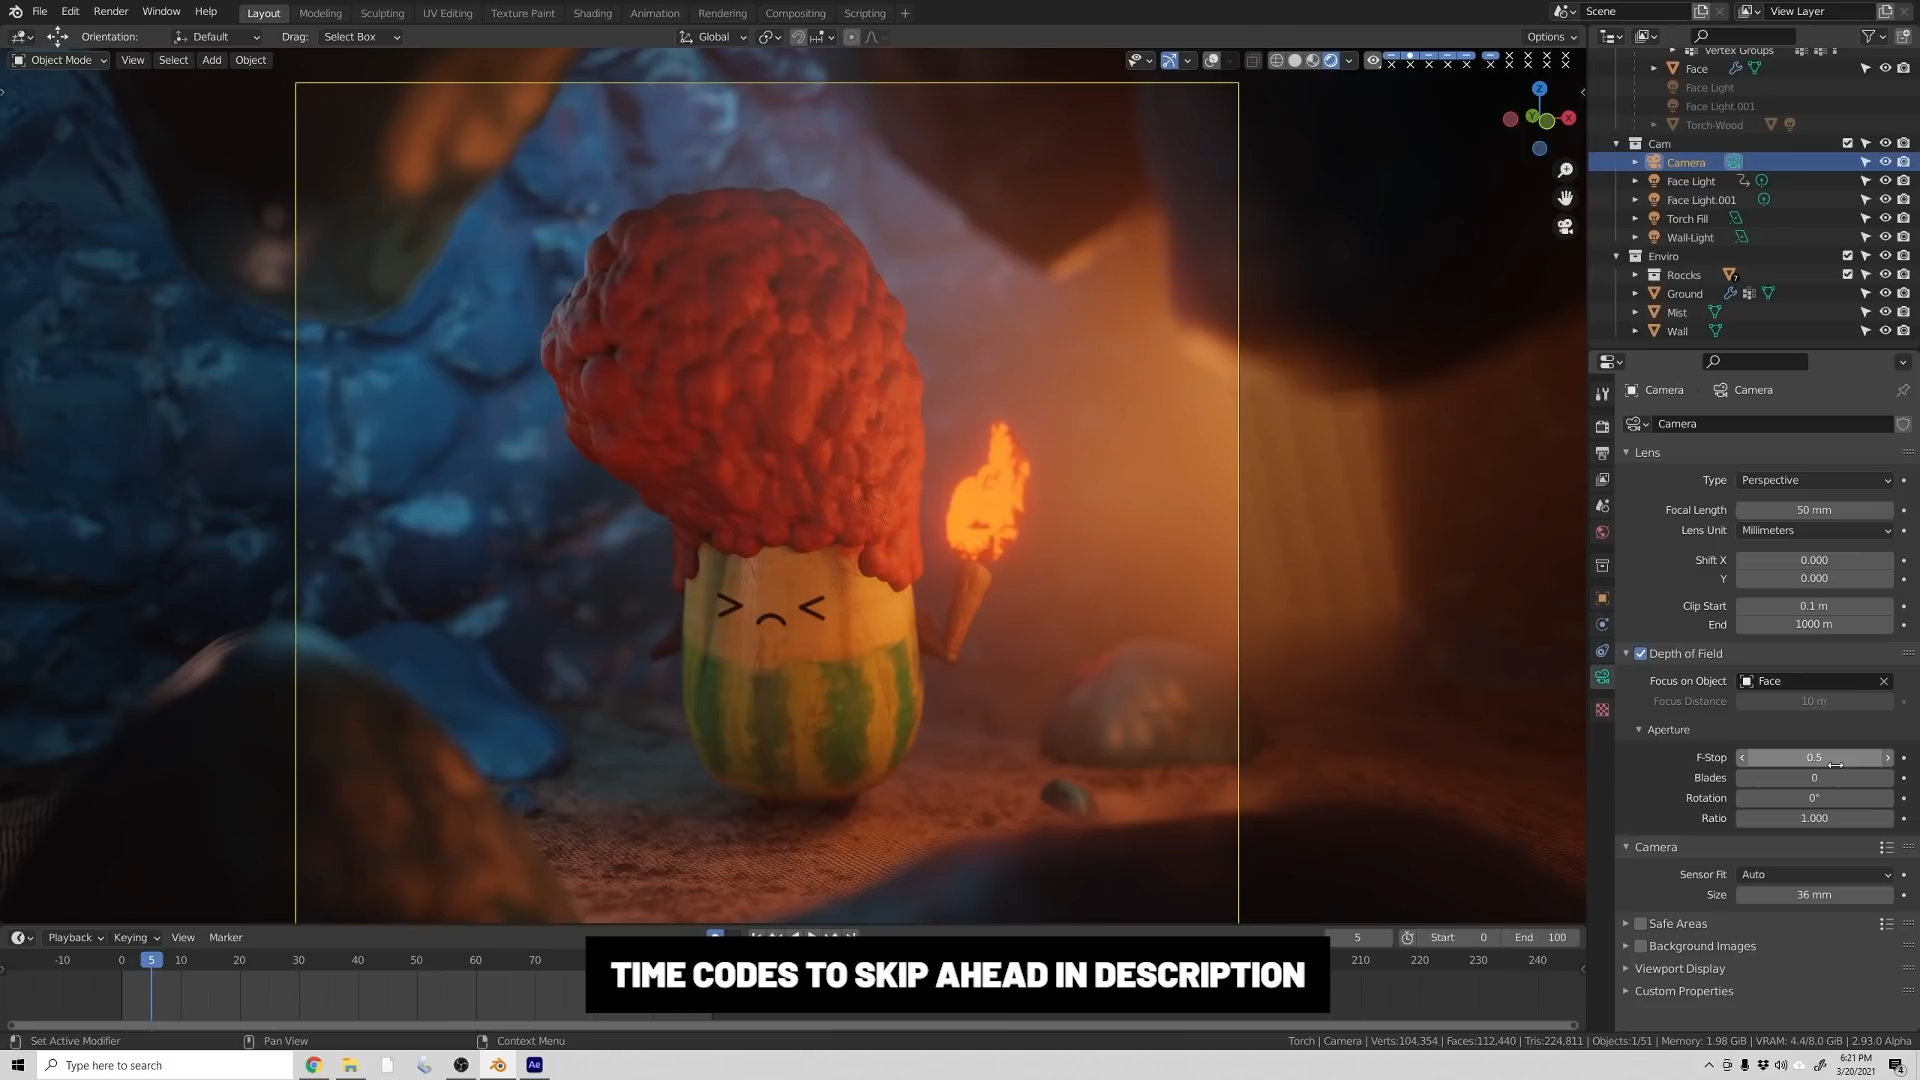 File Edit Render Window Help Layout Modeling Sculpting UV Editing Texture Paint Shading Animation Rendering Compositing Scripting + Scene View Layer
Orientation: Default Drag: Select Box Global Options
Object Mode View Select Add Object
Z
Y
X
Vertex Groups
Face
Face Light
Face Light.001
Torch-Wood
Cam
Camera
Face Light
Face Light.001
Torch Fill
Wall-Light
Enviro
Roccks
Ground
Mist
Wall
Camera Camera
Camera
Lens
Type Perspective
Focal Length 50 mm
Lens Unit Millimeters
Shift X 0.000
Y 0.000
Clip Start 0.1 m
End 1000 m
Depth of Field
Focus on Object Face
Focus Distance 10 m
Aperture
F-Stop 0.5
Blades 0
Rotation 0°
Ratio 1.000
Camera
Sensor Fit Auto
Size 36 mm
Safe Areas
Background Images
Viewport Display
Custom Properties
Playback Keying View Marker 5 Start 0 End 100
-10 0 5 10 20 30 40 50 60 70 210 220 230 240
TIME CODES TO SKIP AHEAD IN DESCRIPTION
Set Active Modifier Pan View Context Menu Torch | Camera | Verts:104,354 | Faces:112,440 | Tris:224,811 | Objects:1/51 | Memory: 1.98 GiB | VRAM: 4.4/8.0 GiB | 2.93.0 Alpha
Type here to search Ae 6:21 PM
3/20/2021